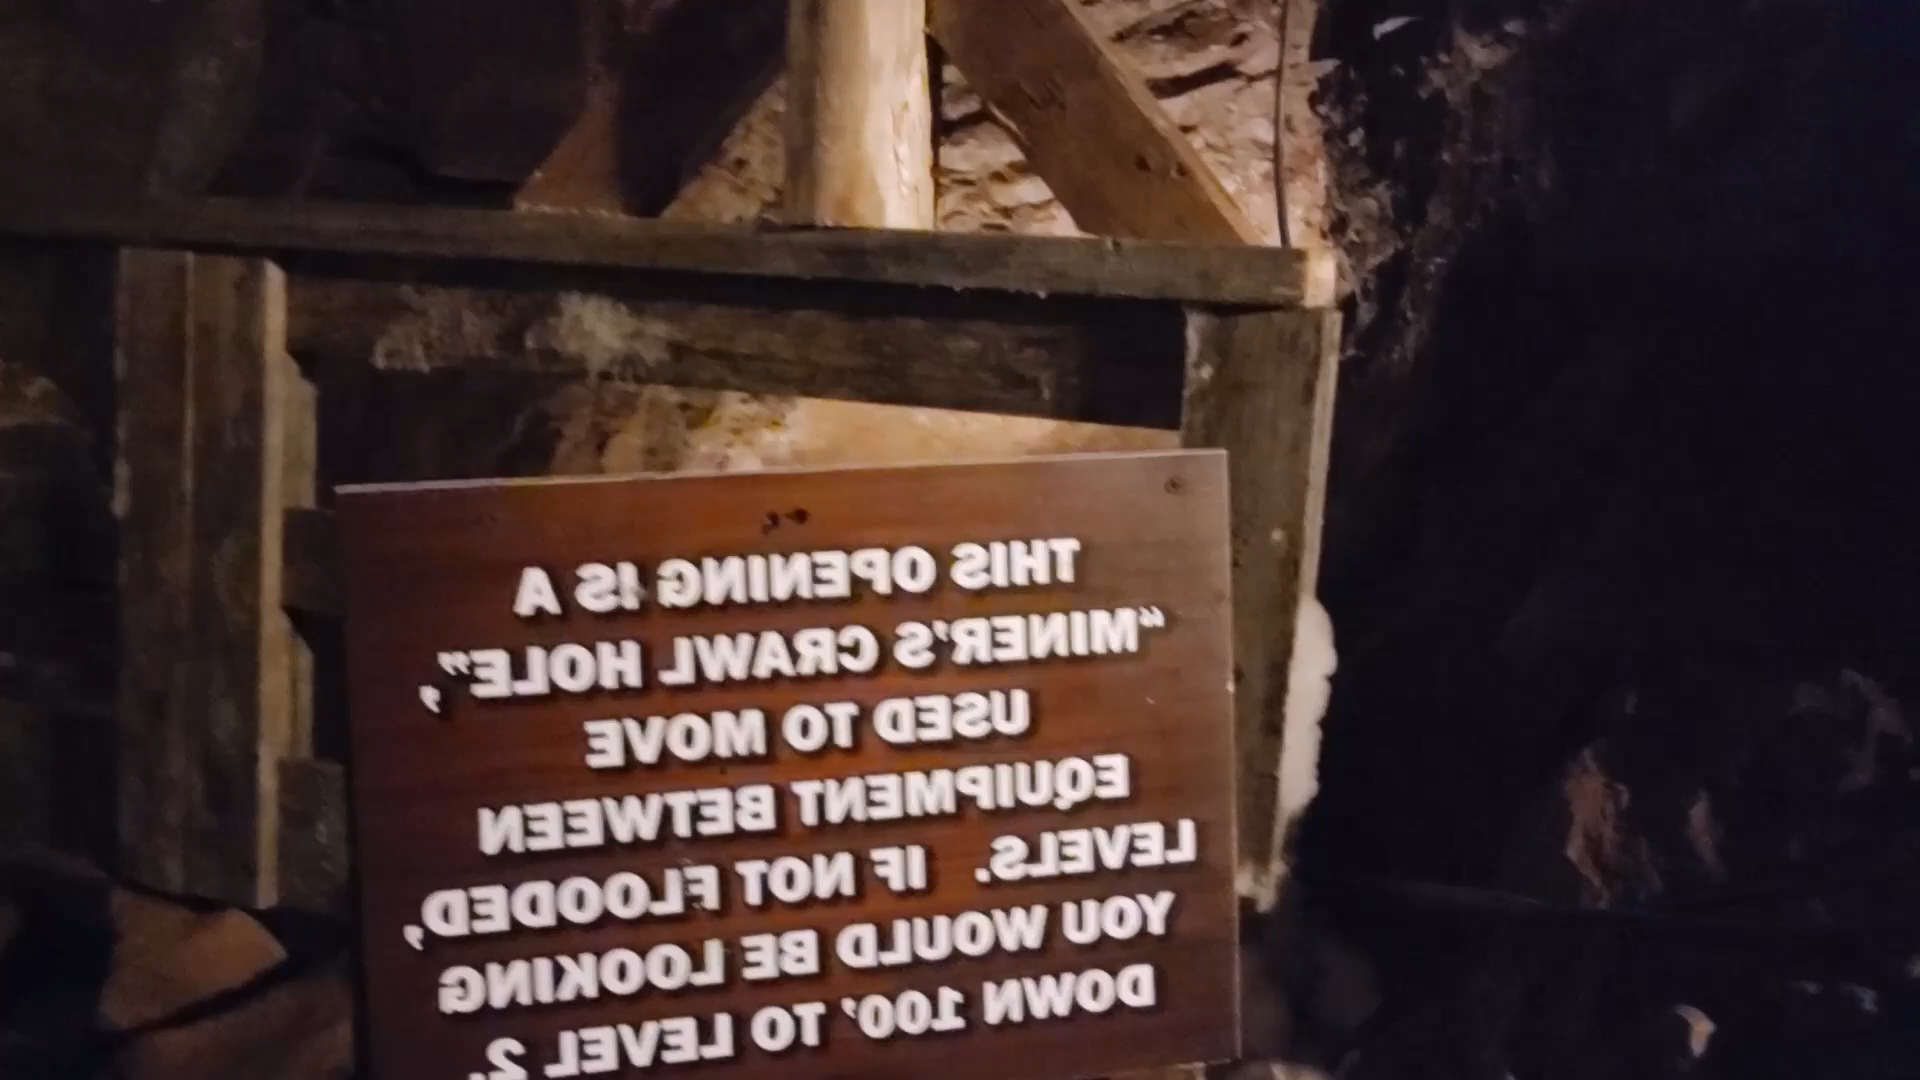 THIS OPENING IS A
“MINER’S CRAWL HOLE”,
USED TO MOVE
EQUIPMENT BETWEEN
LEVELS. IF NOT FLOODED,
YOU WOULD BE LOOKING
DOWN 100’ TO LEVEL 2.